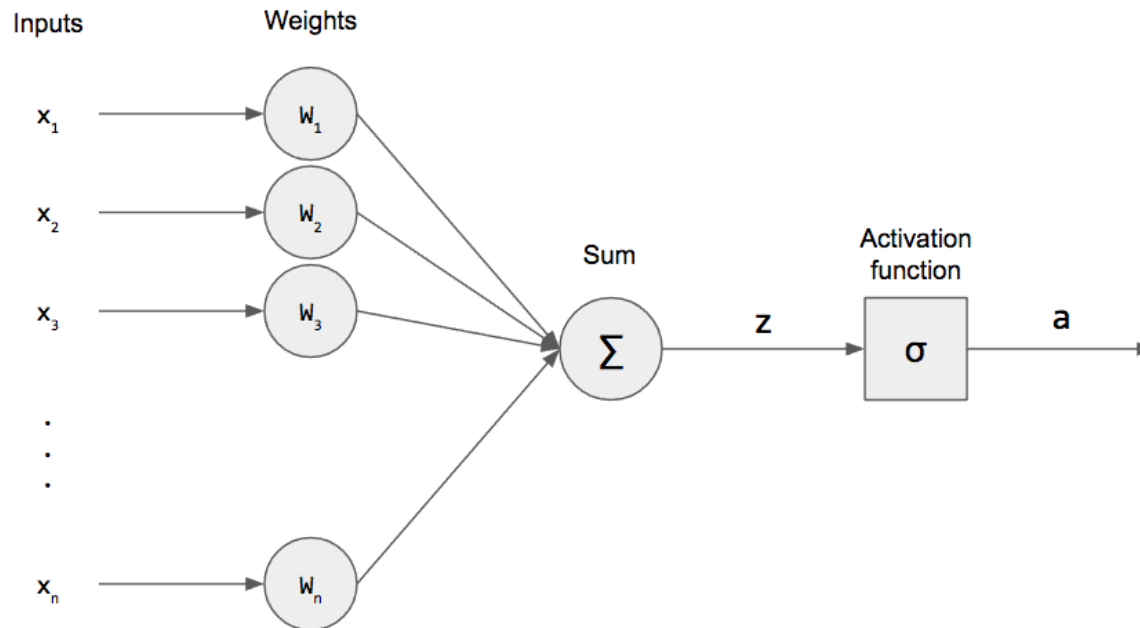 Inputs
Weights
x₁
W₁
x₂
W₂
x₃
W₃
.
.
.
xₙ
Wₙ
Sum
Σ
z
Activation
function
σ
a